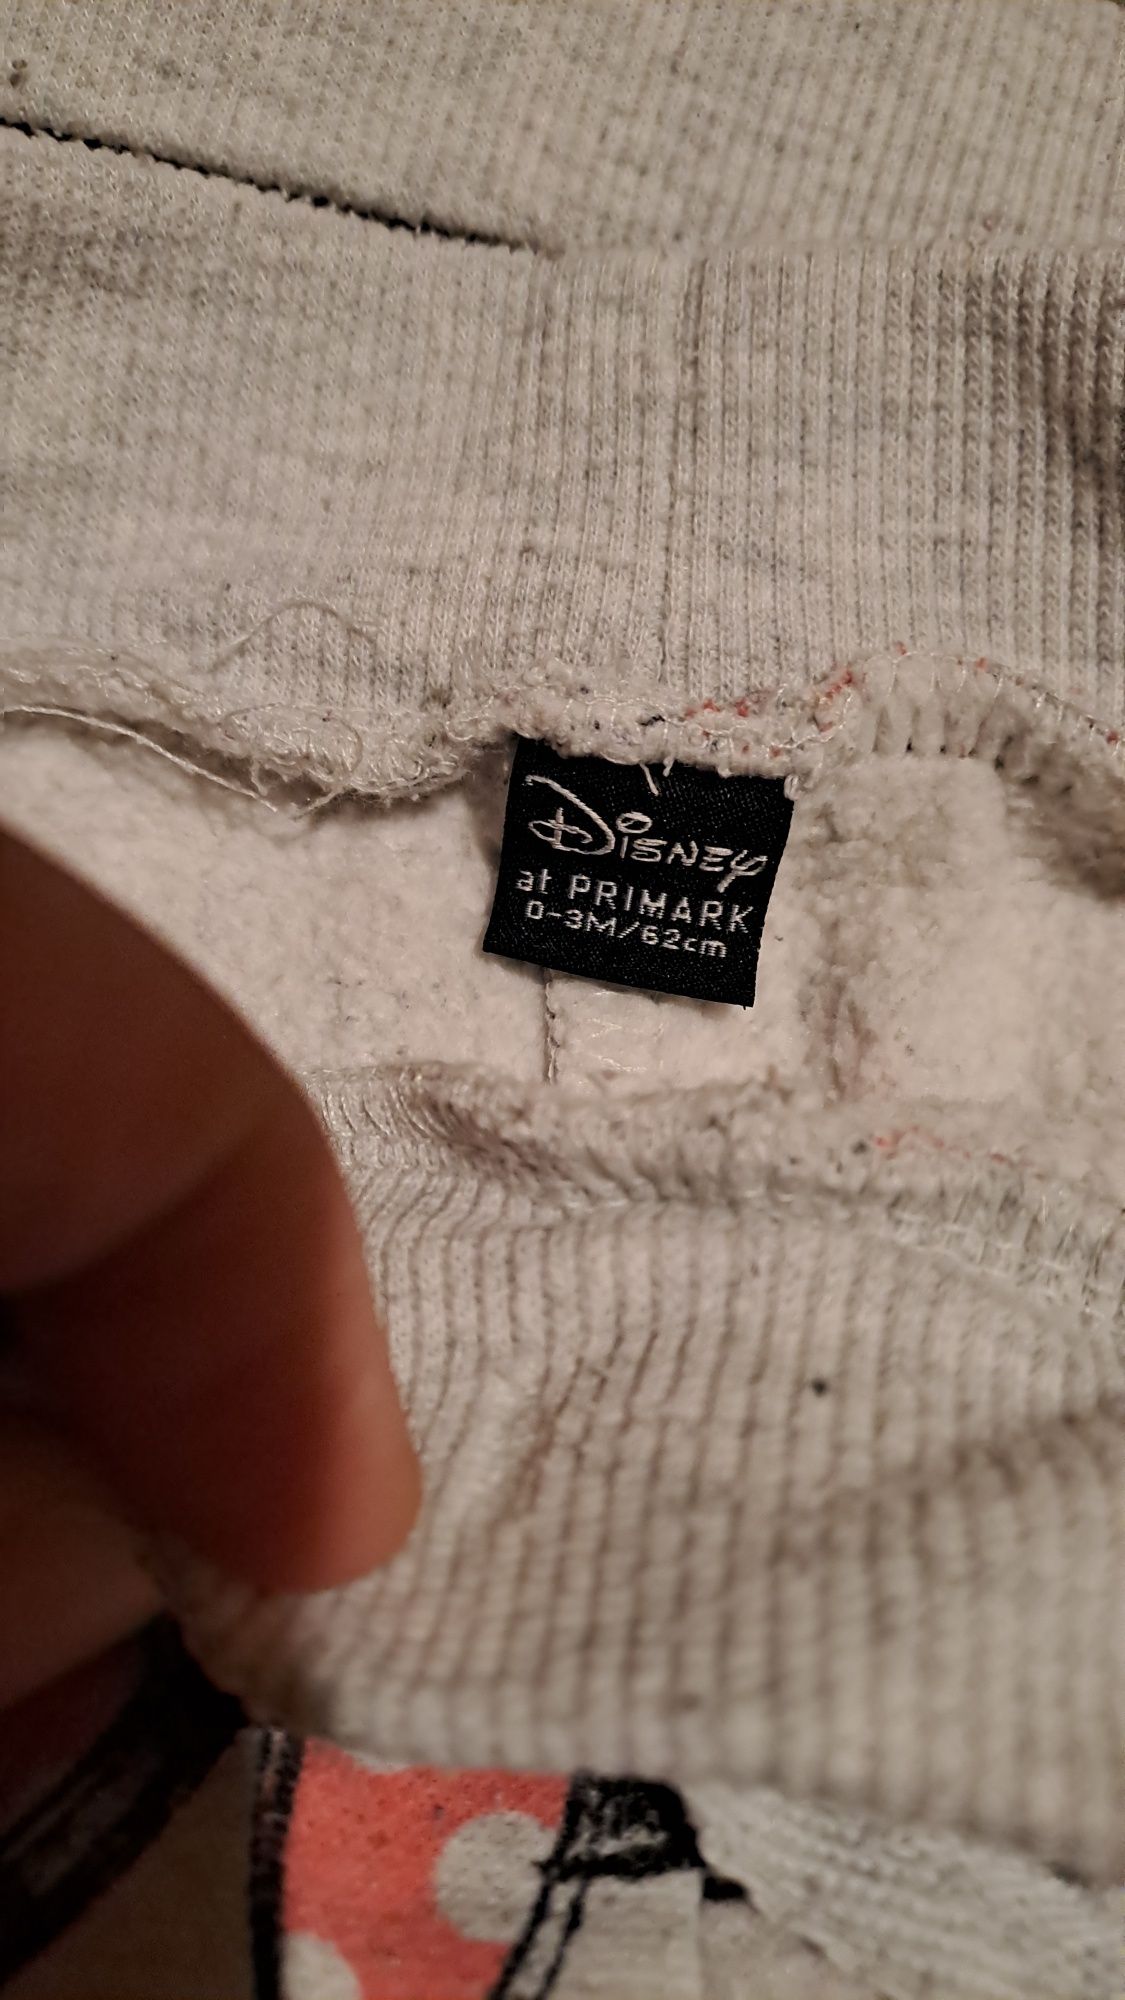 Disney
at PRIMARK
0-3M/62cm